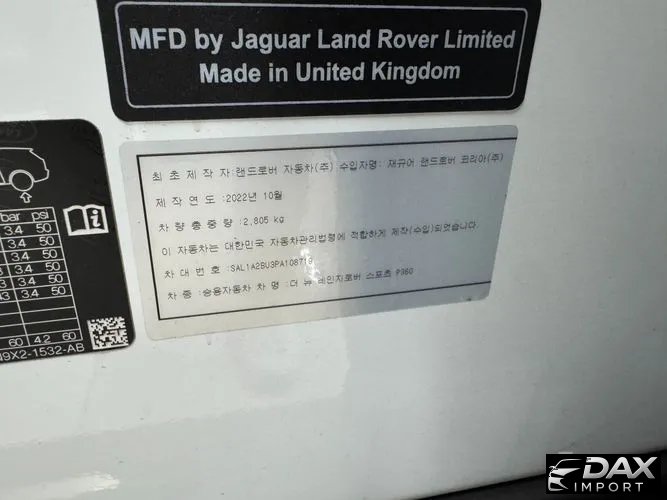 MFD by Jaguar Land Rover Limited
Made in United Kingdom
최초제작자:랜드로버 자동차(주) 수입자명: 재규어 랜드로버 코리아(주)
제작연도:2022년 10월
차량총중량:2,805 kg
이 자동차는 대한민국 자동차관리법령에 적합하게 제작(수입)되었습니다
차대번호:SAL1A2BU3PA108719
차종:승용자동차 차명:더 뉴 레인지로버 스포츠 P360
bar psi
3.4 50
3.4 50
3.4 50
3.4 50
3.4 50
60 4.2 60
N9X2-1532-AB
DAX
IMPORT